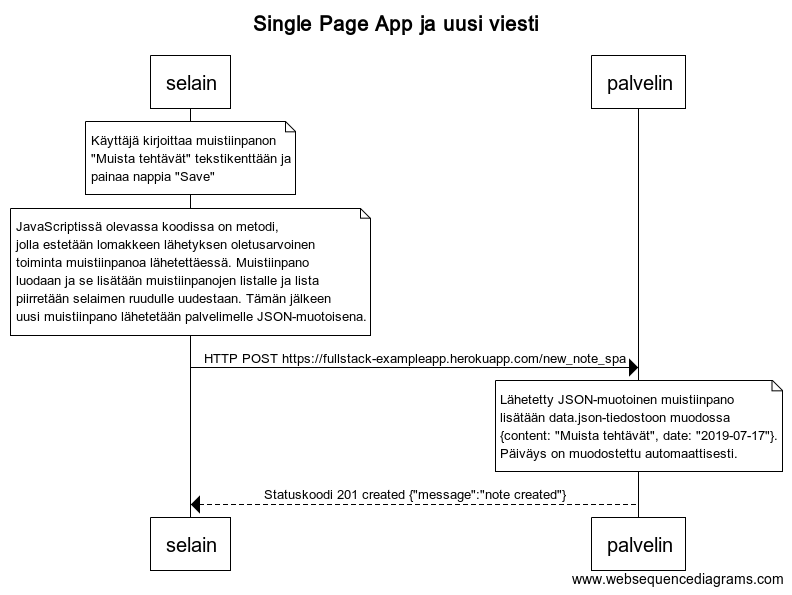 Single Page App ja uusi viesti
selain
palvelin
Käyttäjä kirjoittaa muistiinpanon
"Muista tehtävät" tekstikenttään ja
painaa nappia "Save"
JavaScriptissä olevassa koodissa on metodi,
jolla estetään lomakkeen lähetyksen oletusarvoinen
toiminta muistiinpanoa lähetettäessä. Muistiinpano
luodaan ja se lisätään muistiinpanojen listalle ja lista
piirretään selaimen ruudulle uudestaan. Tämän jälkeen
uusi muistiinpano lähetetään palvelimelle JSON-muotoisena.
HTTP POST https://fullstack-exampleapp.herokuapp.com/new_note_spa
Lähetetty JSON-muotoinen muistiinpano
lisätään data.json-tiedostoon muodossa
{content: "Muista tehtävät", date: "2019-07-17"}.
Päiväys on muodostettu automaattisesti.
Statuskoodi 201 created {"message":"note created"}
selain
palvelin
www.websequencediagrams.com